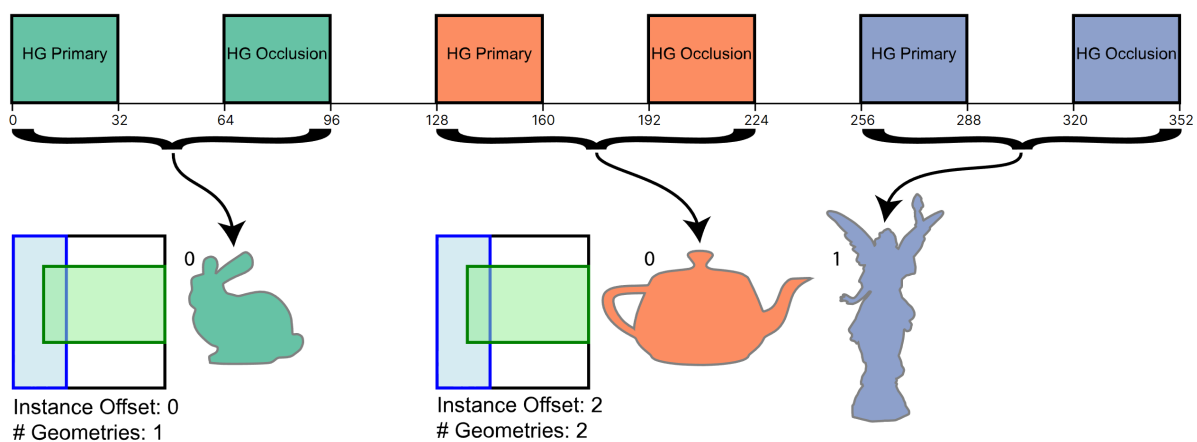 HG Primary HG Occlusion HG Primary HG Occlusion HG Primary HG Occlusion
0 32 64 96 128 160 192 224 256 288 320 352
0 0 1
Instance Offset: 0
# Geometries: 1
Instance Offset: 2
# Geometries: 2